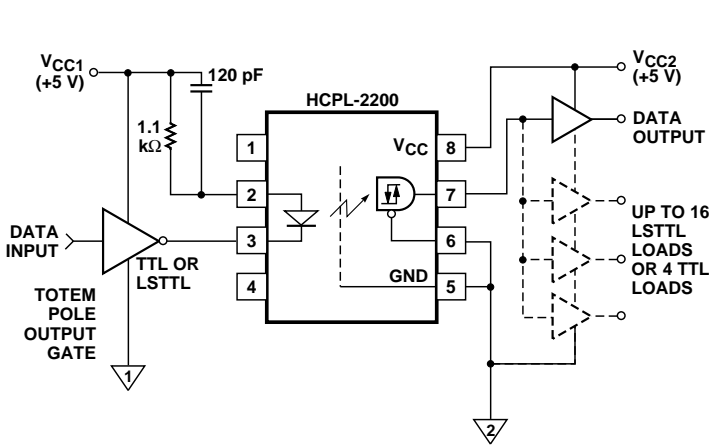 VCC1
(+5 V)
120 pF
1.1
kΩ
HCPL-2200
1
2
3
4
VCC
GND
8
7
6
5
DATA
INPUT
TTL OR
LSTTL
TOTEM
POLE
OUTPUT
GATE
1
VCC2
(+5 V)
DATA
OUTPUT
UP TO 16
LSTTL
LOADS
OR 4 TTL
LOADS
2